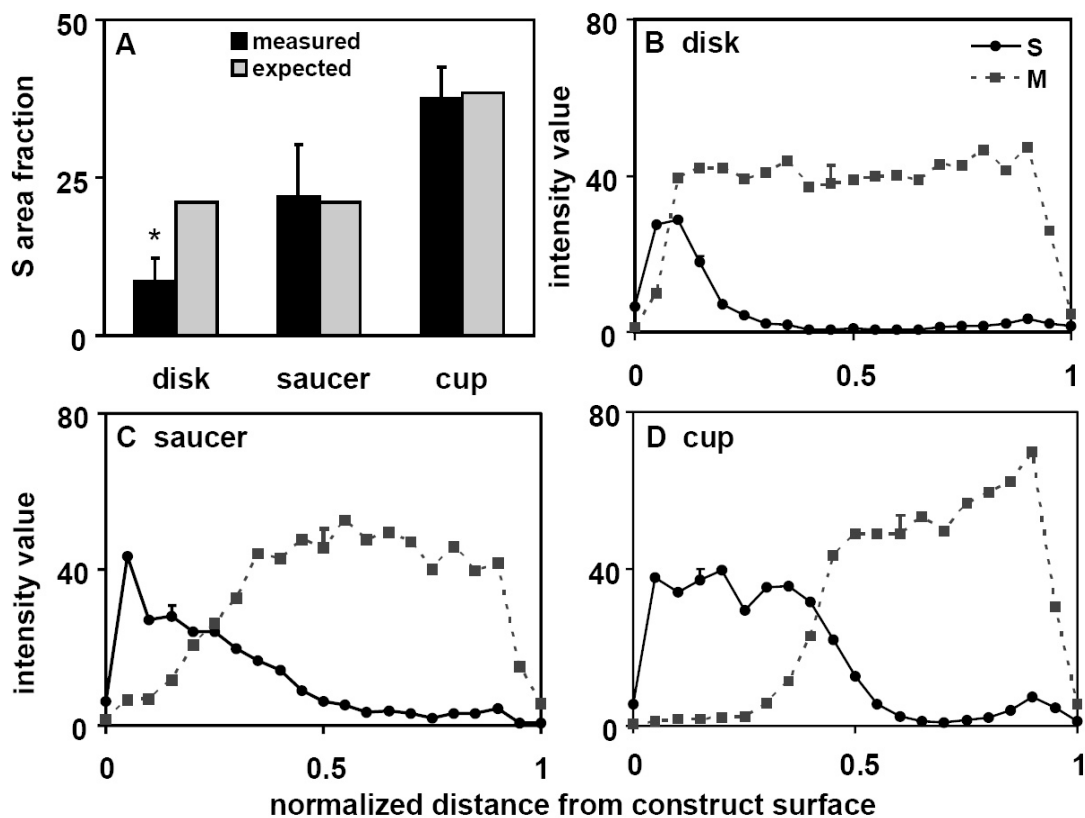 A
measured
expected
50
25
0
S area fraction
*
disk saucer cup
B disk
S
M
80
40
0
intensity value
0 0.5 1
C saucer
80
40
0
intensity value
0 0.5 1
D cup
80
40
0
0 0.5 1
normalized distance from construct surface